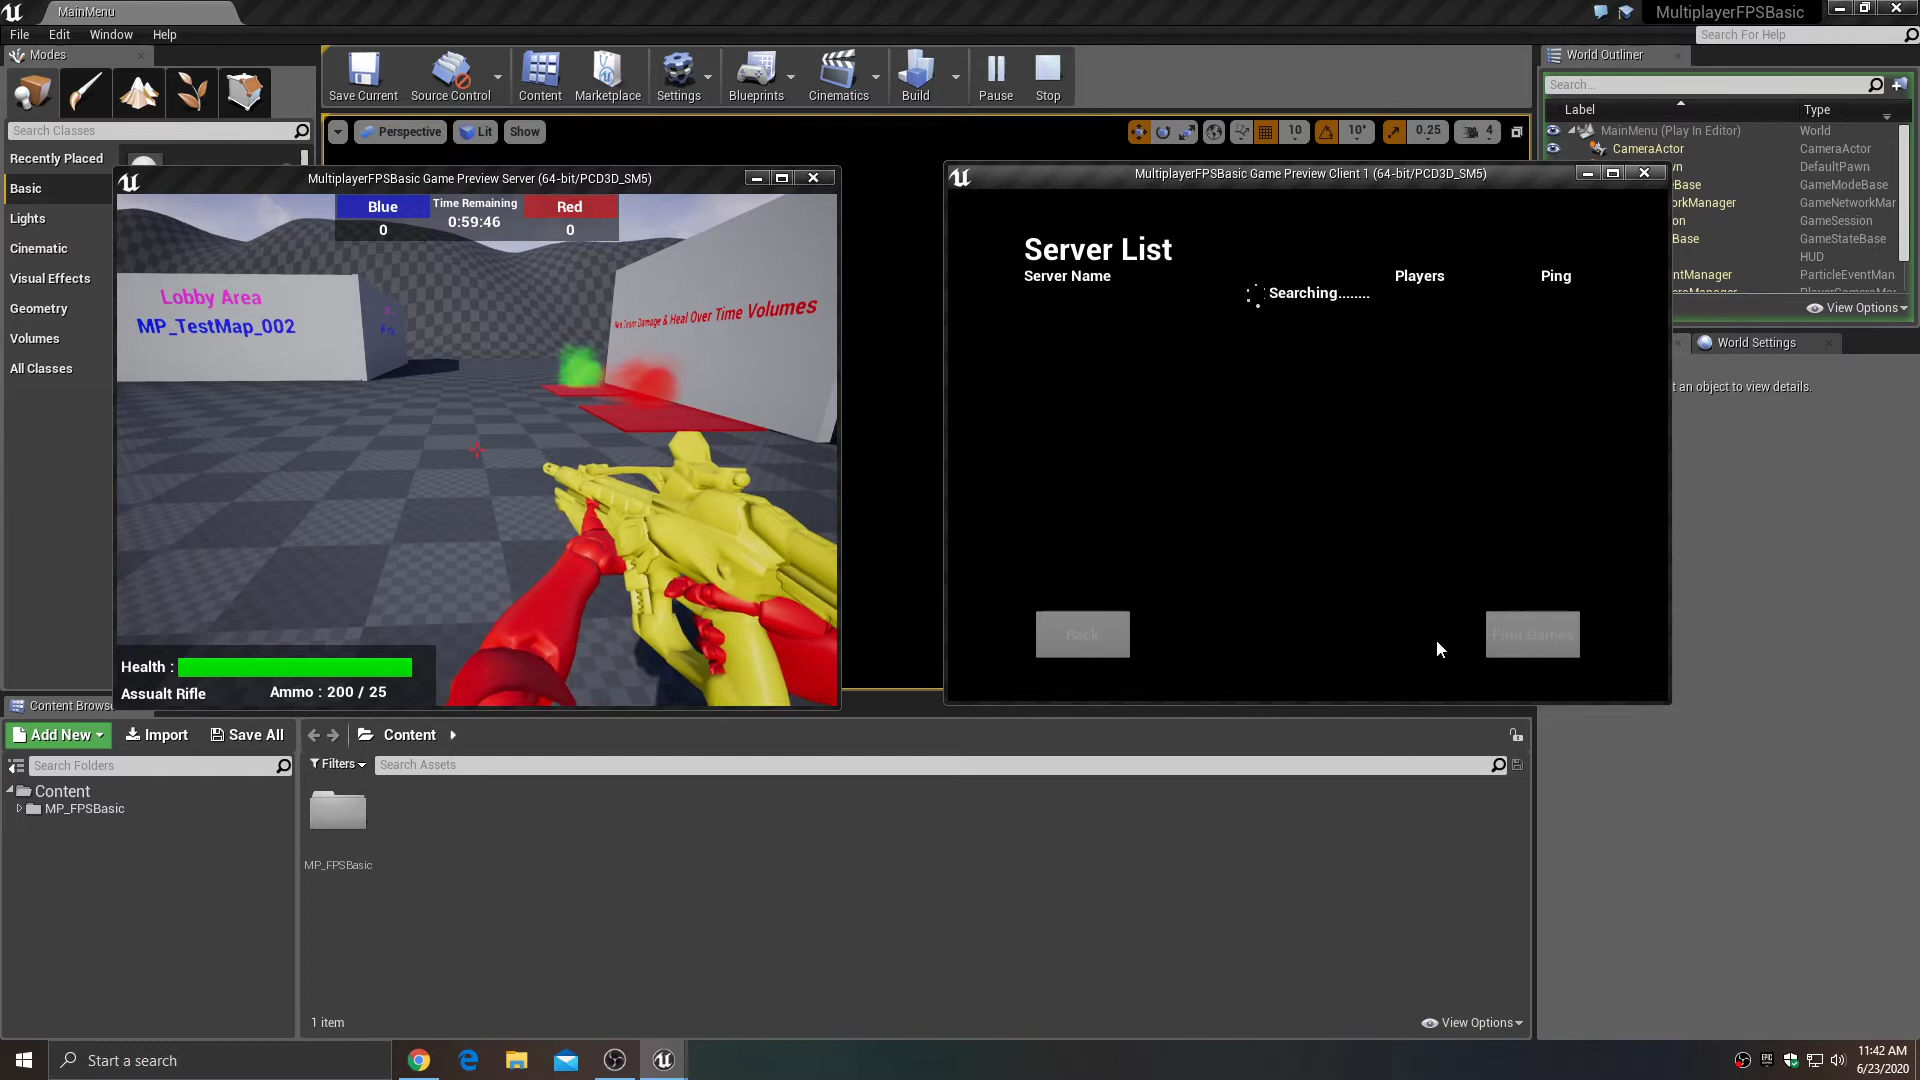 MainMenu
MultiplayerFPSBasic
File Edit Window Help
Search For Help
Modes
Save Current Source Control Content Marketplace Settings Blueprints Cinematics Build Pause Stop
World Outliner
Search...
Label Type
Search Classes
Perspective Lit Show
10 10° 0.25 4
MainMenu (Play In Editor) World
CameraActor CameraActor
DefaultPawn
Base GameModeBase
rkManager GameNetworkMar
GameSession
Base GameStateBase
HUD
ntManager ParticleEventMan
View Options
Recently Placed
Basic
Lights
Cinematic
Visual Effects
Geometry
Volumes
All Classes
MultiplayerFPSBasic Game Preview Server (64-bit/PCD3D_SM5)
Blue Time Remaining Red
0 0:59:46 0
Lobby Area
MP_TestMap_002
Team Damage & Heal Over Time Volumes
Health :
Assualt Rifle Ammo : 200 / 25
MultiplayerFPSBasic Game Preview Client 1 (64-bit/PCD3D_SM5)
Server List
Server Name Players Ping
Searching........
Back Find Games
World Settings
t an object to view details.
Content Browse
Add New Import Save All Content
Search Folders Filters Search Assets
Content
MP_FPSBasic
MP_FPSBasic
1 item View Options
Start a search
11:42 AM
6/23/2020